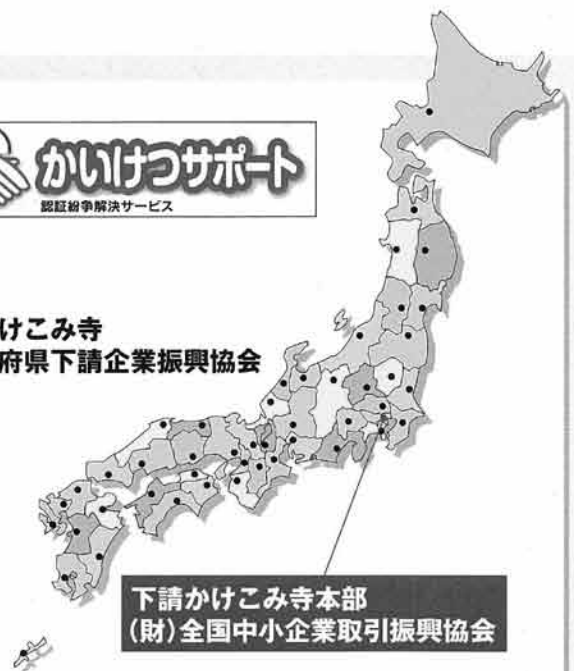 かいけつサポート
認証紛争解決サービス
けこみ寺
府県下請企業振興協会
下請かけこみ寺本部
(財)全国中小企業取引振興協会